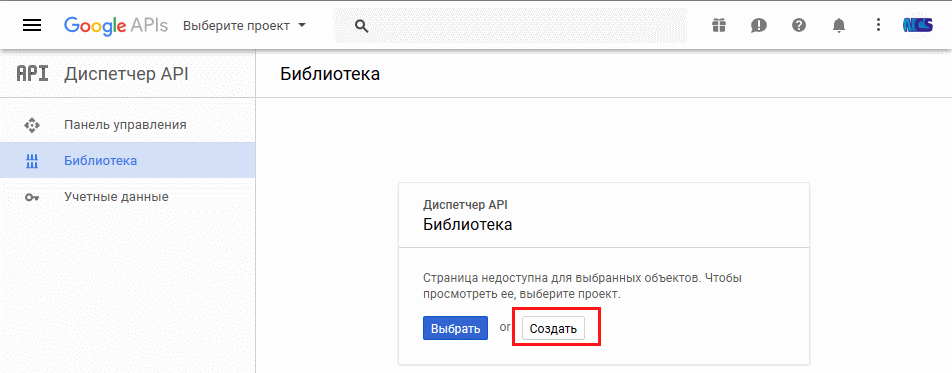 Google APIs Выберите проект
NCS
API Диспетчер API
Библиотека
Панель управления
Библиотека
Учетные данные
Диспетчер API
Библиотека
Страница недоступна для выбранных объектов. Чтобы
просмотреть ее, выберите проект.
Выбрать or Создать